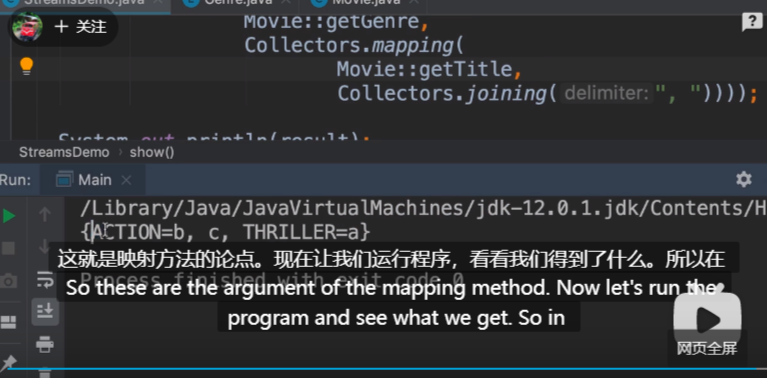 StreamsDemo.java × Genre.java × Movie.java ×
+ 关注
?
Movie::getGenre,
Collectors.mapping(
Movie::getTitle,
Collectors.joining( delimiter: ", "))));
System.out.println(result);
StreamsDemo › show()
Run: Main ×
/Library/Java/JavaVirtualMachines/jdk-12.0.1.jdk/Contents/H
{ACTION=b, c, THRILLER=a}
这就是映射方法的论点。现在让我们运行程序，看看我们得到了什么。所以在
Process finished with exit code 0
So these are the argument of the mapping method. Now let's run the
program and see what we get. So in
网页全屏